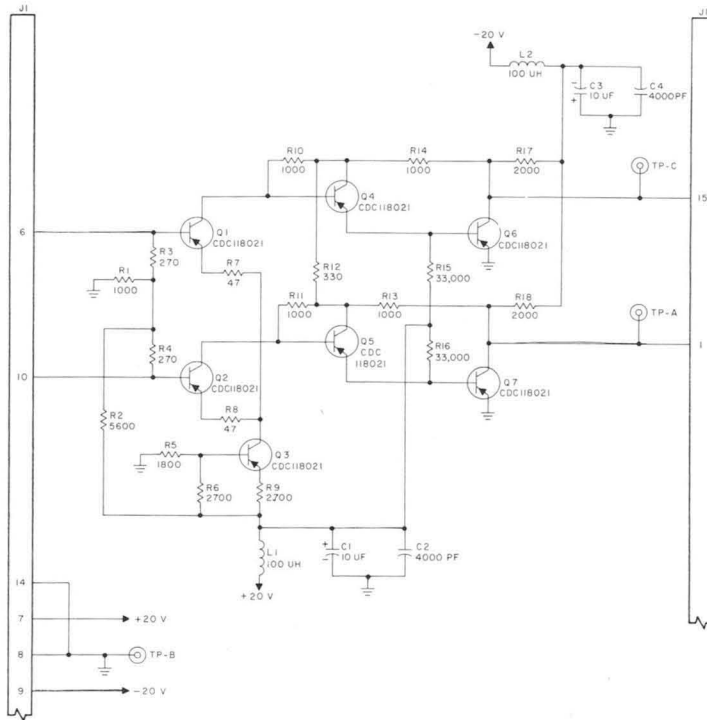 J1
J1
-20 V
L2
100 UH
C3
10 UF
C4
4000PF
-
+
R10
1000
R14
1000
R17
2000
TP-C
15
Q4
CDC118021
6
Q1
CDC118021
Q6
CDC118021
R3
270
R1
1000
R7
47
R12
330
R15
33,000
R11
1000
R13
1000
R18
2000
TP-A
1
R4
270
Q5
CDC
118021
R16
33,000
10
Q2
CDC118021
Q7
CDC118021
R2
5600
R8
47
R5
1800
Q3
CDC118021
R6
2700
R9
2700
L1
100 UH
+
-
C1
10 UF
C2
4000 PF
+20 V
14
7
+20 V
8
TP-B
9
-20 V